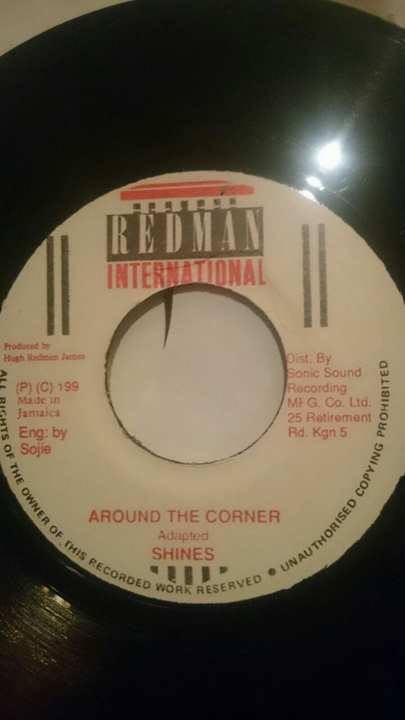 REDMAN
INTERNATIONAL
Produced by
Hugh Redman James
(P) (C) 199
Made in
Jamaica
Eng: by
Sojie
Dist. By
Sonic Sound
Recording
MFG. Co. Ltd.
25 Retirement
Rd. Kgn 5
AROUND THE CORNER
Adapted
SHINES
ALL RIGHTS OF THE OWNER OF THIS RECORDED WORK RESERVED ● UNAUTHORISED COPYING PROHIBITED